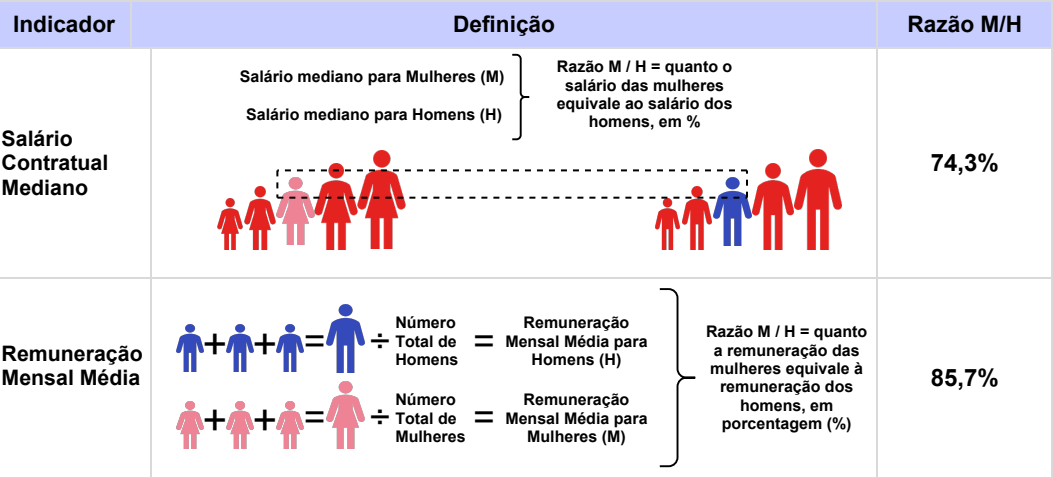 Indicador
Definição
Razão M/H
Salário
Contratual
Mediano
Salário mediano para Mulheres (M)
Salário mediano para Homens (H)
Razão M / H = quanto o
salário das mulheres
equivale ao salário dos
homens, em %
74,3%
Remuneração
Mensal Média
+ + = ÷
Número
Total de
Homens
=
Remuneração
Mensal Média para
Homens (H)
+ + = ÷
Número
Total de
Mulheres
=
Remuneração
Mensal Média para
Mulheres (M)
Razão M / H = quanto
a remuneração das
mulheres equivale à
remuneração dos
homens, em
porcentagem (%)
85,7%